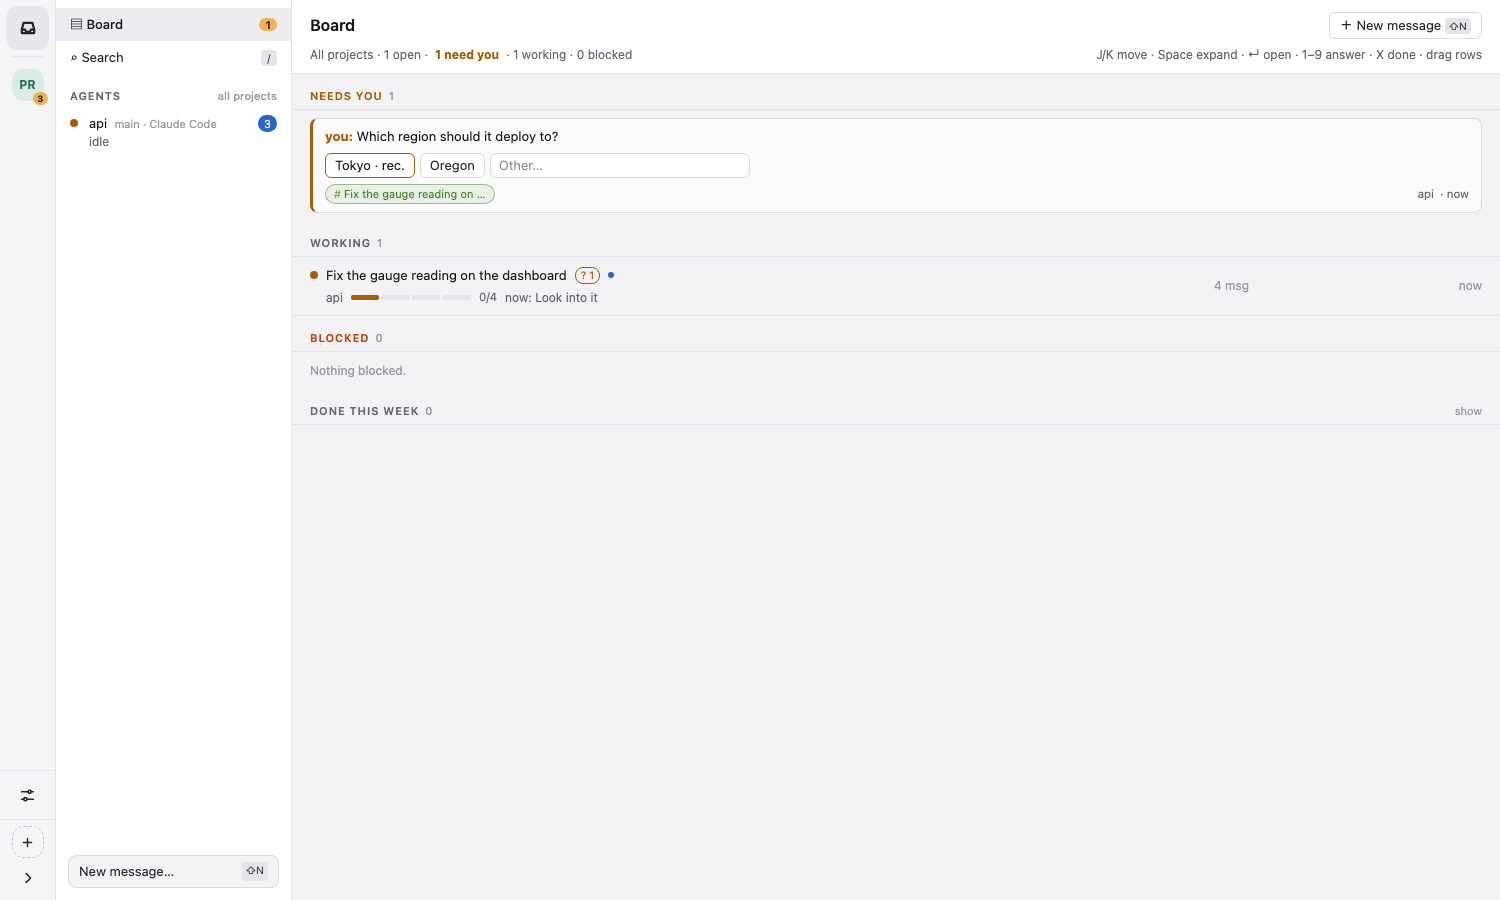 Board 1
Search /
AGENTS all projects
api main · Claude Code 3
idle
PR
3
New message... ⇧N
Board
+ New message ⇧N
All projects · 1 open · 1 need you · 1 working · 0 blocked
J/K move · Space expand · ↵ open · 1–9 answer · X done · drag rows
NEEDS YOU 1
you: Which region should it deploy to?
Tokyo · rec. Oregon Other...
# Fix the gauge reading on ...
api · now
WORKING 1
Fix the gauge reading on the dashboard ? 1
api 0/4 now: Look into it
4 msg now
BLOCKED 0
Nothing blocked.
DONE THIS WEEK 0 show